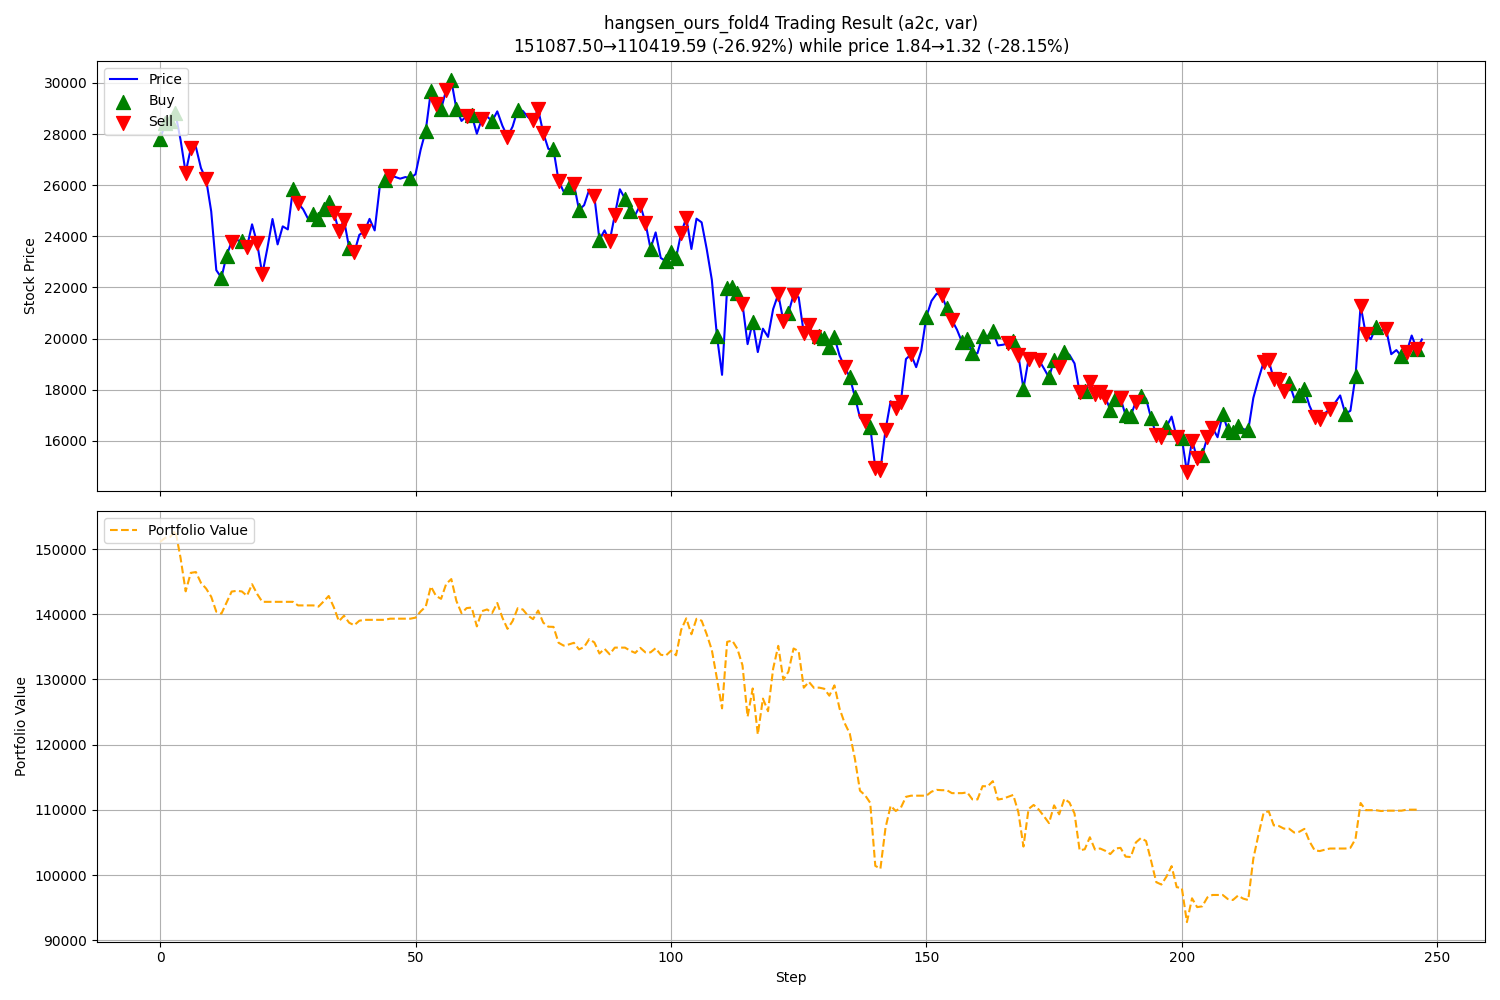 hangsen_ours_fold4 Trading Result (a2c, var)
151087.50→110419.59 (-26.92%) while price 1.84→1.32 (-28.15%)
Price
Buy
Sell
Stock Price
30000
28000
26000
24000
22000
20000
18000
16000
Portfolio Value
Portfolio Value
150000
140000
130000
120000
110000
100000
90000
0 50 100 150 200 250
Step